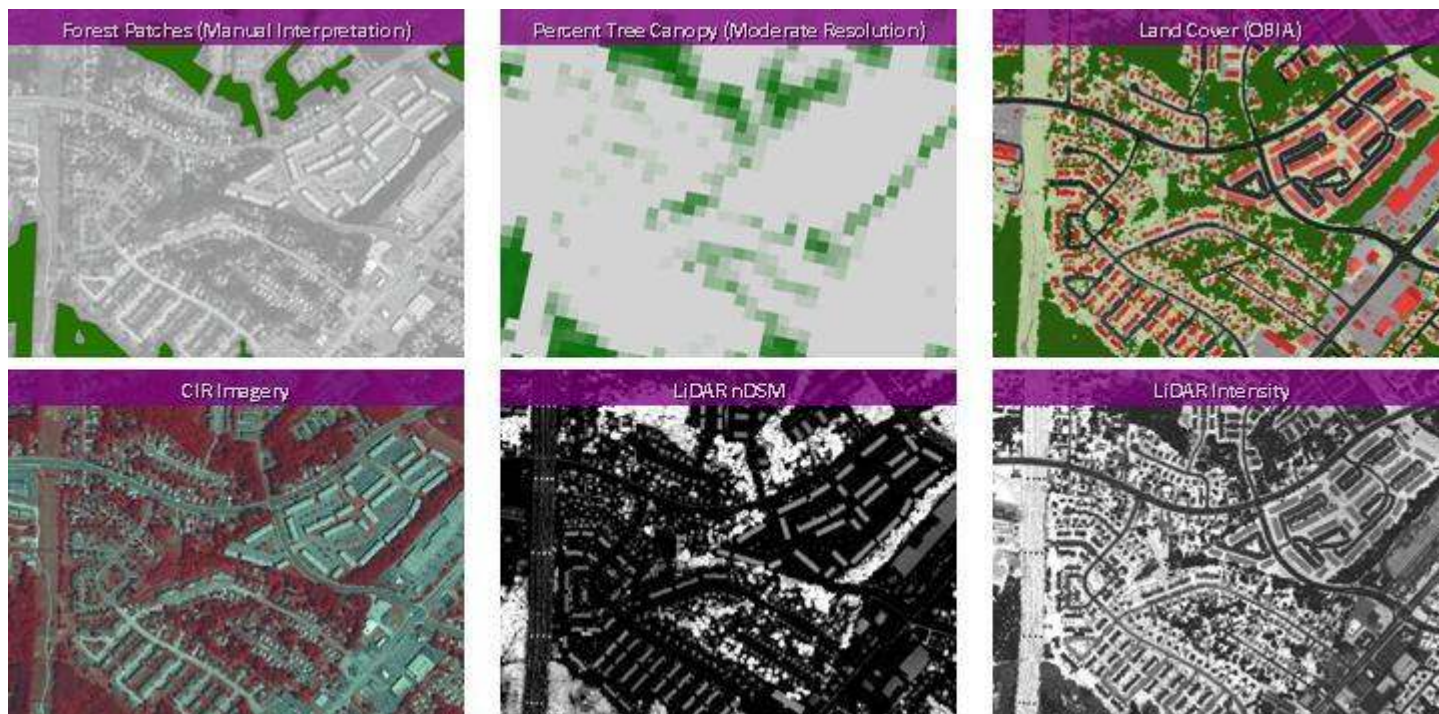 Forest Patches (Manual Interpretation)
Percent Tree Canopy (Moderate Resolution)
Land Cover (OBIA)
CIR Imagery
LiDAR nDSM
LiDAR Intensity